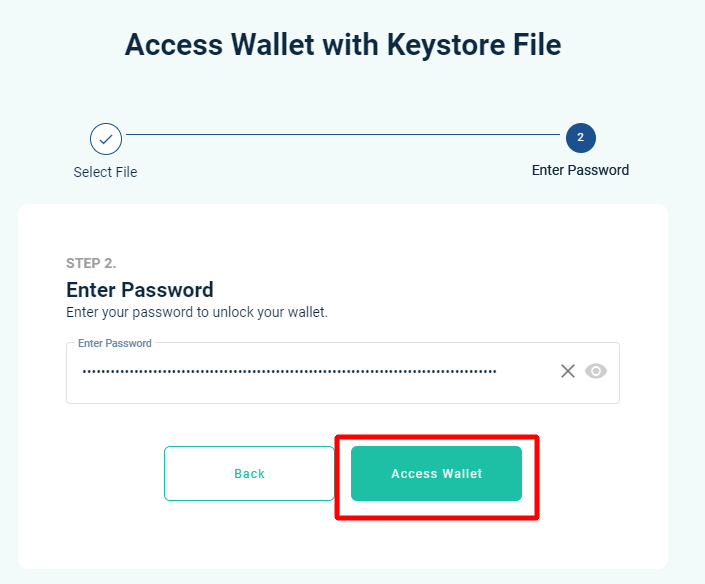 Access Wallet with Keystore File
2
Select File
Enter Password
STEP 2.
Enter Password
Enter your password to unlock your wallet.
Enter Password
Back
Access Wallet